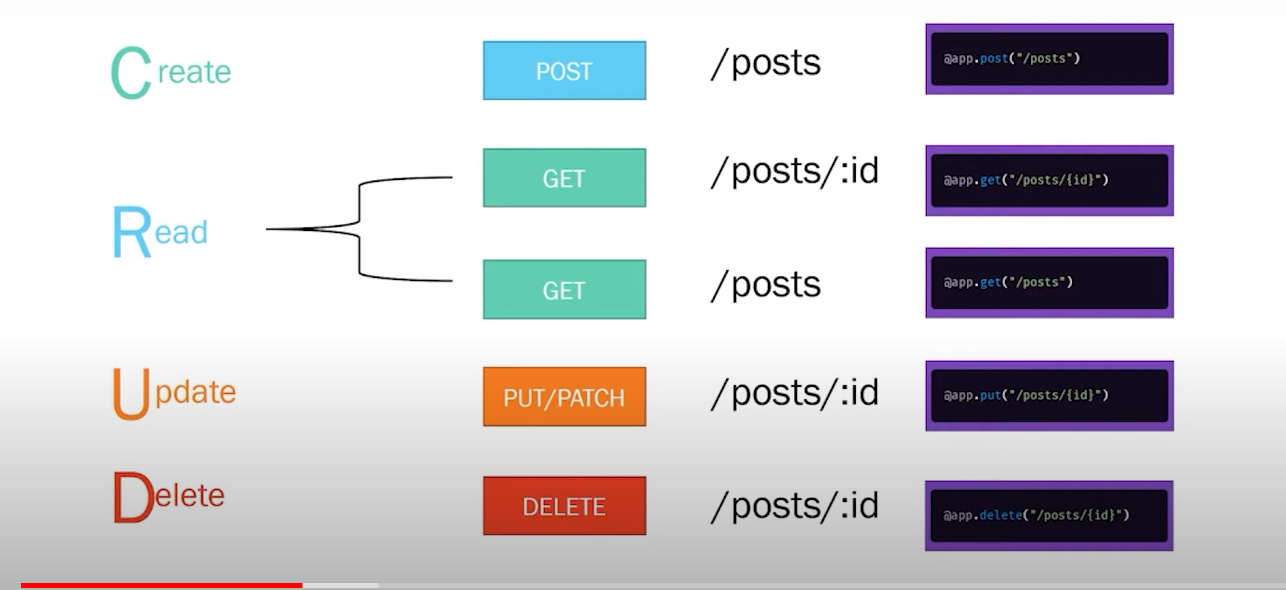 Create POST /posts @app.post("/posts")
GET /posts/:id @app.get("/posts/{id}")
Read
GET /posts @app.get("/posts")
Update PUT/PATCH /posts/:id @app.put("/posts/{id}")
Delete DELETE /posts/:id @app.delete("/posts/{id}")